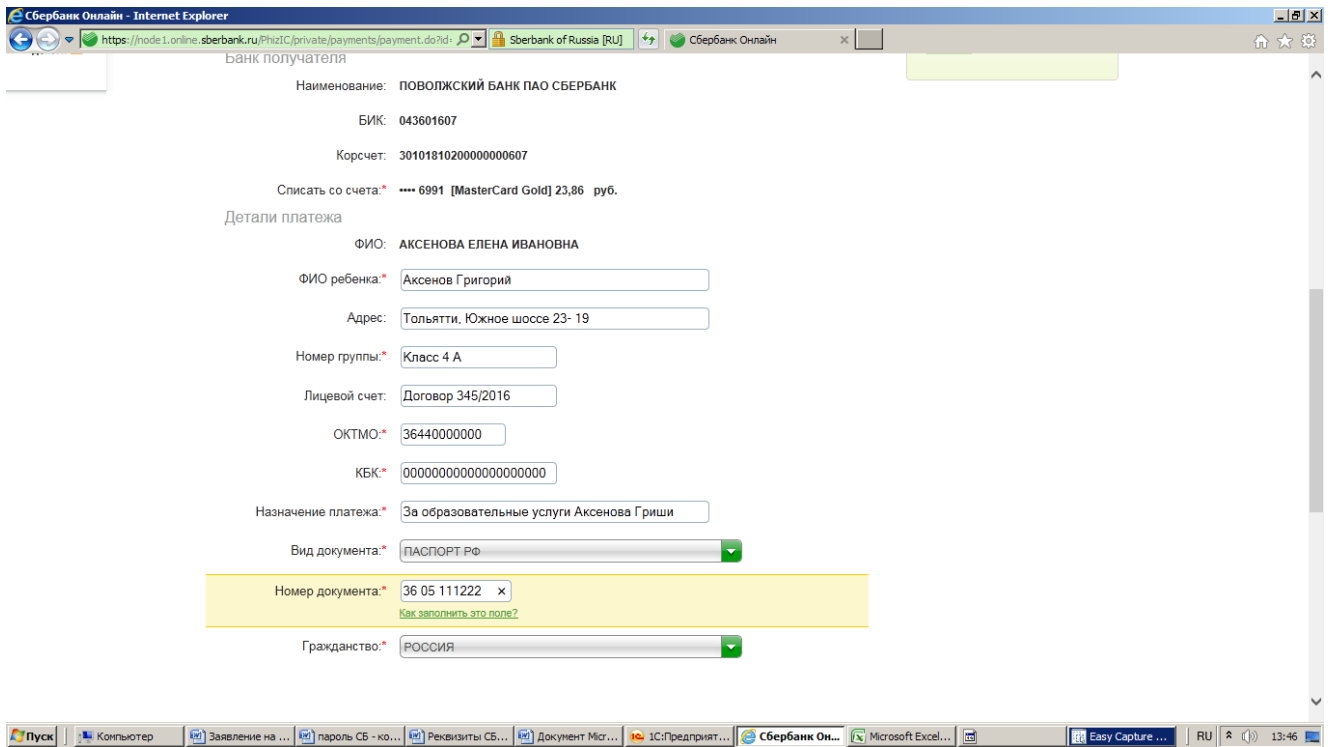 Сбербанк Онлайн - Internet Explorer
https://node1.online.sberbank.ru/PhizIC/private/payments/payment.do?id= Sberbank of Russia [RU] Сбербанк Онлайн
Банк получателя
Наименование: ПОВОЛЖСКИЙ БАНК ПАО СБЕРБАНК
БИК: 043601607
Корсчет: 30101810200000000607
Списать со счета:* •••• 6991 [MasterCard Gold] 23,86 руб.
Детали платежа
ФИО: АКСЕНОВА ЕЛЕНА ИВАНОВНА
ФИО ребенка:* Аксенов Григорий
Адрес: Тольятти, Южное шоссе 23- 19
Номер группы:* Класс 4 А
Лицевой счет: Договор 345/2016
ОКТМО:* 36440000000
КБК:* 00000000000000000000
Назначение платежа:* За образовательные услуги Аксенова Гриши
Вид документа:* ПАСПОРТ РФ
Номер документа:* 36 05 111222
Как заполнить это поле?
Гражданство:* РОССИЯ
Пуск Компьютер Заявление на ... пароль СБ - ко... Реквизиты СБ... Документ Micr... 1С:Предприят... Сбербанк Он... Microsoft Excel... Easy Capture ... RU 13:46